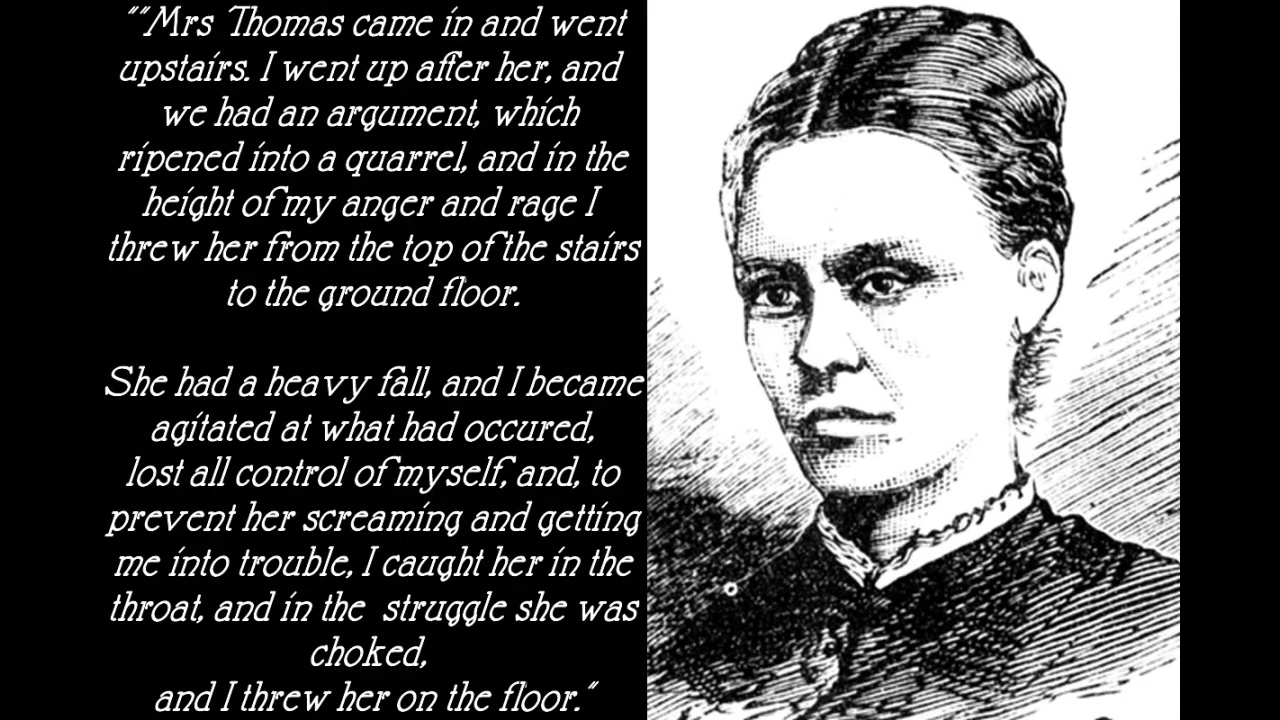 ""Mrs Thomas came in and went
upstairs. I went up after her, and
we had an argument, which
ripened into a quarrel, and in the
height of my anger and rage I
threw her from the top of the stairs
to the ground floor.
She had a heavy fall, and I became
agitated at what had occured,
lost all control of myself, and, to
prevent her screaming and getting
me into trouble, I caught her in the
throat, and in the struggle she was
choked,
and I threw her on the floor."